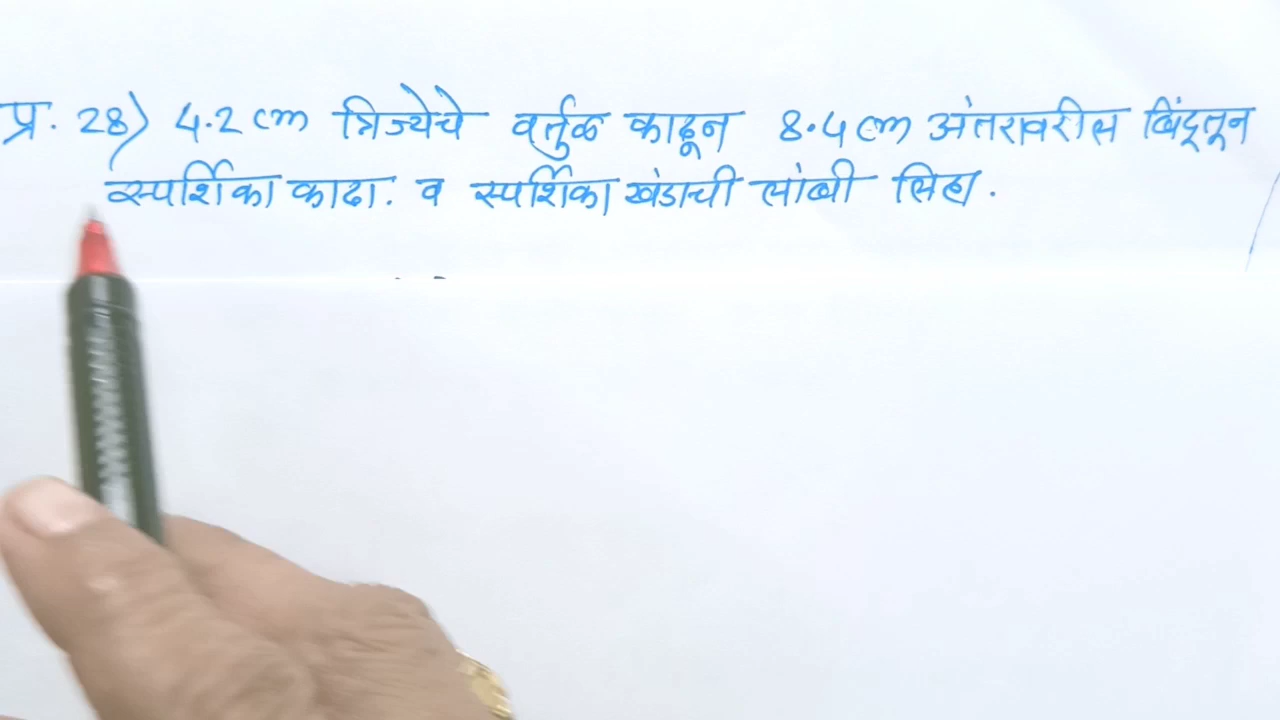 प्र. 28) 4.2 cm त्रिज्येचे वर्तुळ काढून 8.4 cm अंतरावरील बिंदूतून
स्पर्शिका काढा. व स्पर्शिका खंडाची लांबी लिहा.